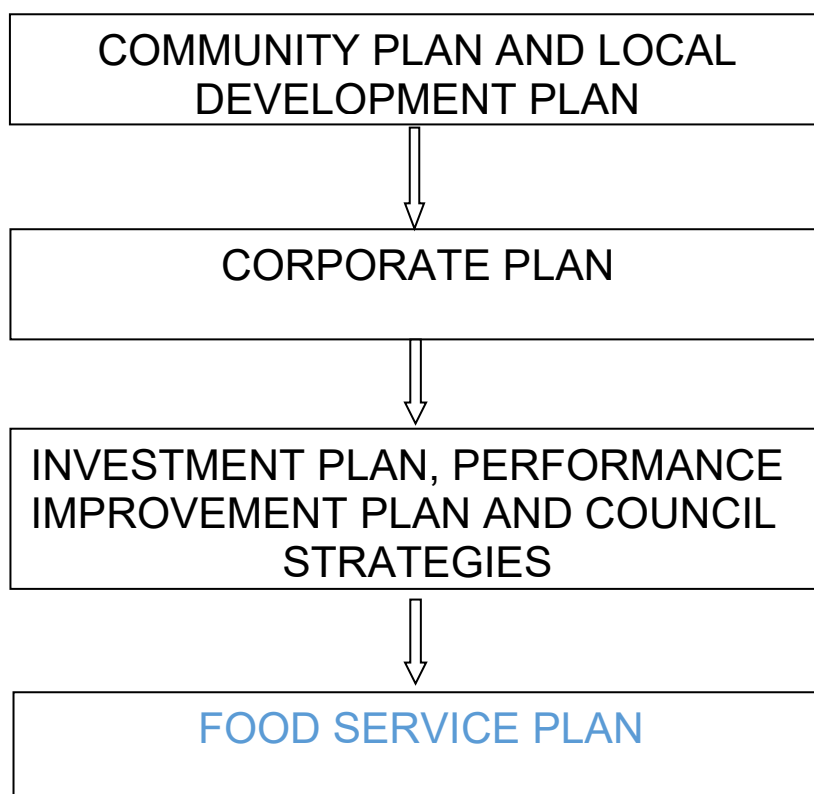 COMMUNITY PLAN AND LOCAL
DEVELOPMENT PLAN
CORPORATE PLAN
INVESTMENT PLAN, PERFORMANCE
IMPROVEMENT PLAN AND COUNCIL
STRATEGIES
FOOD SERVICE PLAN